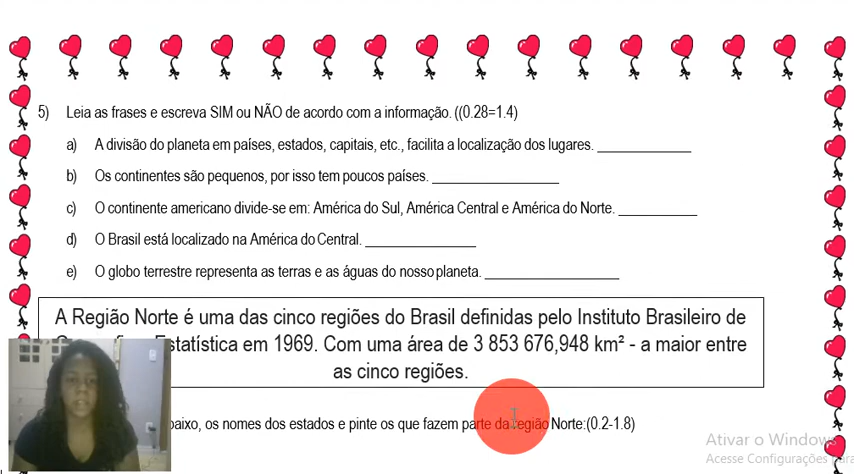 5) Leia as frases e escreva SIM ou NÃO de acordo com a informação. ((0.28=1.4)
a) A divisão do planeta em países, estados, capitais, etc., facilita a localização dos lugares. ______________
b) Os continentes são pequenos, por isso tem poucos países. ___________________
c) O continente americano divide-se em: América do Sul, América Central e América do Norte. ____________
d) O Brasil está localizado na América do Central. _________________
e) O globo terrestre representa as terras e as águas do nosso planeta. ____________________
A Região Norte é uma das cinco regiões do Brasil definidas pelo Instituto Brasileiro de
Estatística em 1969. Com uma área de 3 853 676,948 km² - a maior entre
as cinco regiões.
baixo, os nomes dos estados e pinte os que fazem parte da região Norte:(0.2-1.8)
Ativar o Windows
Acesse Configurações para